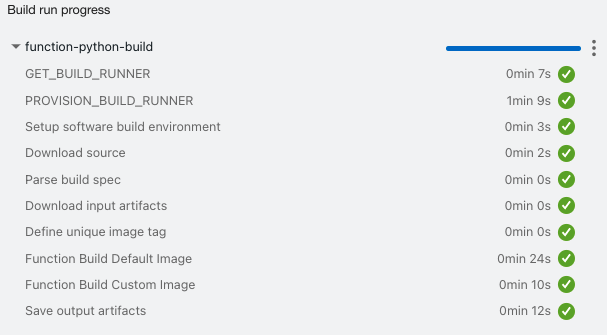 Build run progress
function-python-build
GET_BUILD_RUNNER 0min 7s
PROVISION_BUILD_RUNNER 1min 9s
Setup software build environment 0min 3s
Download source 0min 2s
Parse build spec 0min 0s
Download input artifacts 0min 0s
Define unique image tag 0min 0s
Function Build Default Image 0min 24s
Function Build Custom Image 0min 10s
Save output artifacts 0min 12s